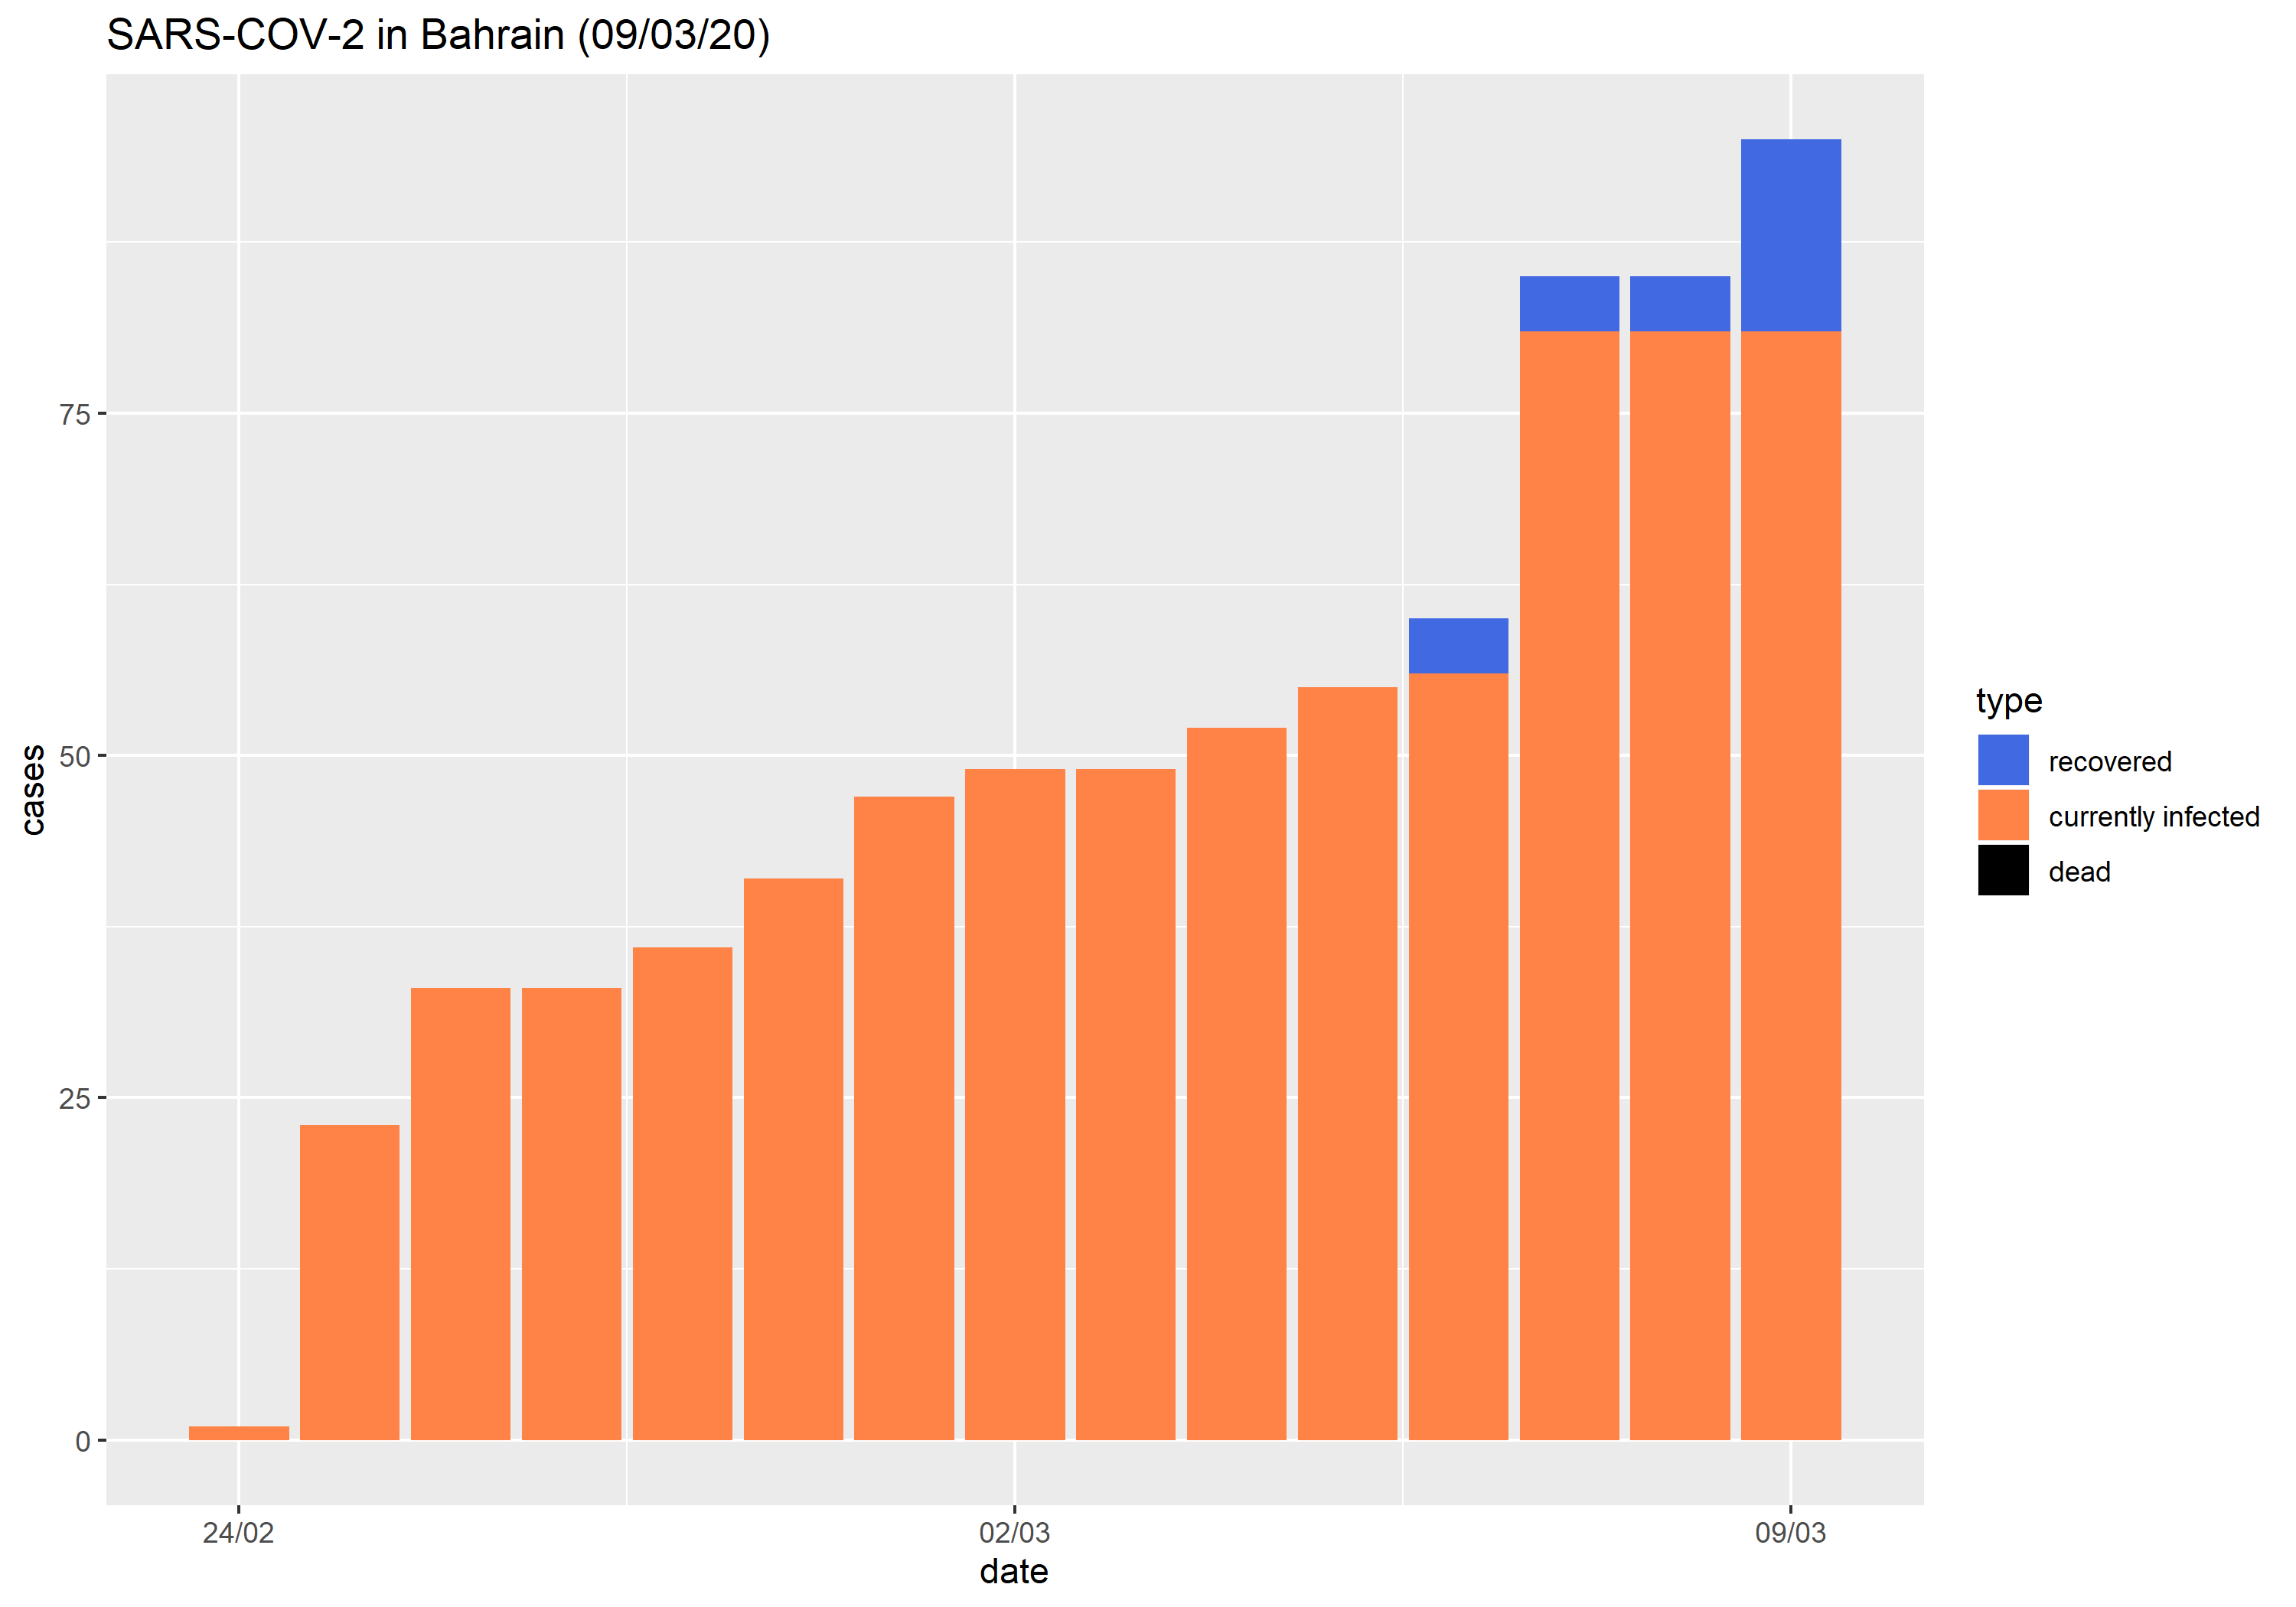 SARS-COV-2 in Bahrain (09/03/20)
cases
75
50
25
0
24/02
02/03
09/03
date
type
recovered
currently infected
dead